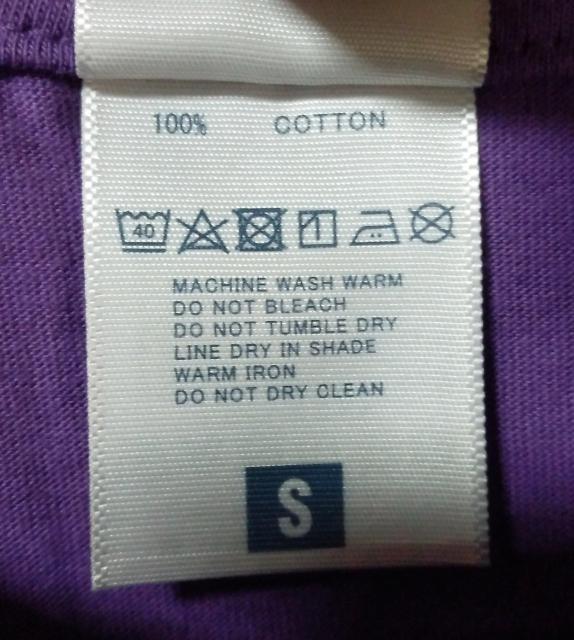 100% COTTON
40
MACHINE WASH WARM
DO NOT BLEACH
DO NOT TUMBLE DRY
LINE DRY IN SHADE
WARM IRON
DO NOT DRY CLEAN
S